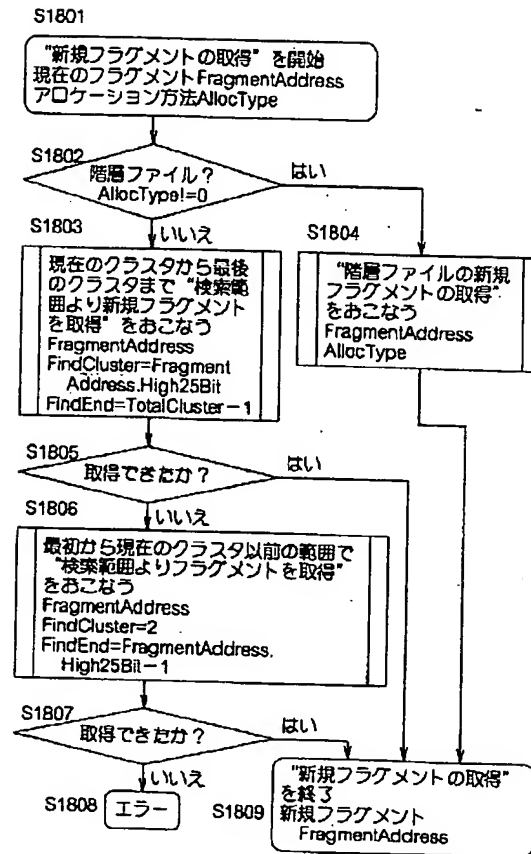 S1801
“新規フラグメントの取得”を開始
現在のフラグメントFragmentAddress
アロケーション方法AllocType
S1802
階層ファイル？
AllocType!=0
はい
いいえ
S1803
現在のクラスタから最後
のクラスタまで“検索範
囲より新規フラグメント
を取得”をおこなう
FragmentAddress
FindCluster=Fragment
Address.High25Bit
FindEnd=TotalCluster－1
S1804
“階層ファイルの新規
フラグメントの取得”
をおこなう
FragmentAddress
AllocType
S1805
取得できたか？
はい
いいえ
S1806
最初から現在のクラスタ以前の範囲で
“検索範囲よりフラグメントを取得”
をおこなう
FragmentAddress
FindCluster=2
FindEnd=FragmentAddress.
High25Bit－1
S1807
取得できたか？
はい
いいえ
S1808
エラー
S1809
“新規フラグメントの取得”
を終了
新規フラグメント
FragmentAddress